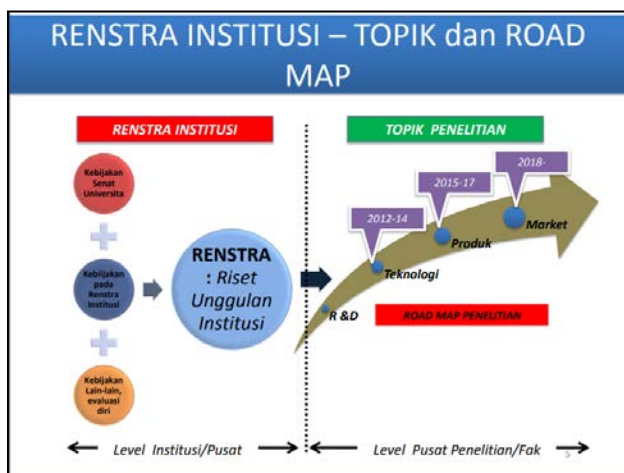 RENSTRA INSTITUSI – TOPIK dan ROAD
MAP
RENSTRA INSTITUSI
TOPIK PENELITIAN
Kebijakan
Senat
Universita
Kebiijakan
pada
Renstra
Institusi
Kebijakan
Lain-lain,
evaluasi
diri
RENSTRA
: Riset
Unggulan
Institusi
2012-14
2015-17
2018-
R &D
Teknologi
Produk
Market
ROAD MAP PENELITIAN
Level Institusi/Pusat
Level Pusat Penelitian/Fak
5